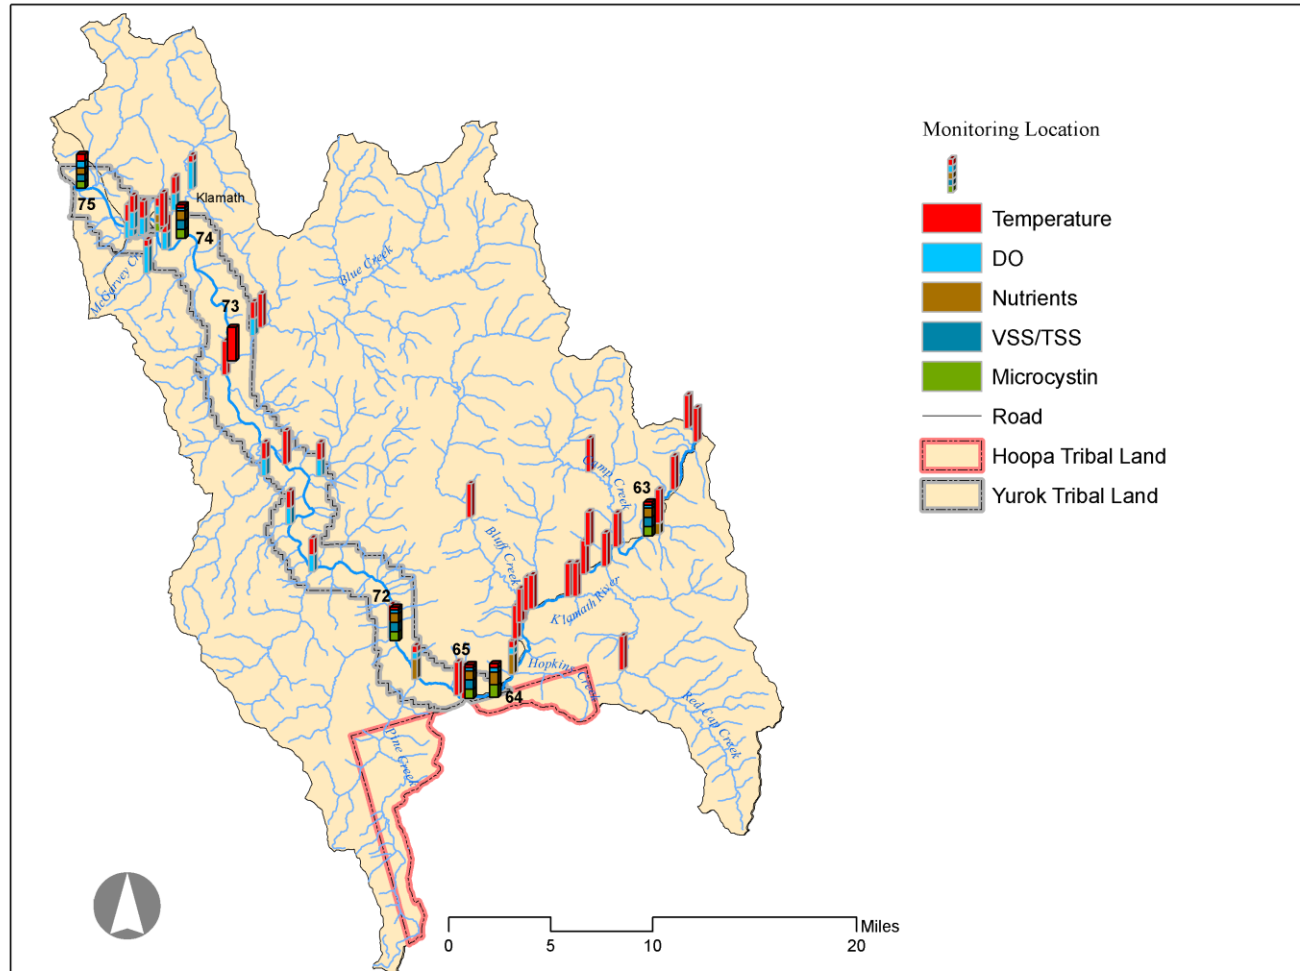 Monitoring Location
Temperature
DO
Nutrients
VSS/TSS
Microcystin
Road
Hoopa Tribal Land
Yurok Tribal Land
75
Klamath
74
McGarvey Cr
Blue Creek
73
Camp Creek
63
Bluff Creek
Klamath River
72
65
Hopkins Creek
64
Red Cap Creek
Pine Creek
Miles
0 5 10 20